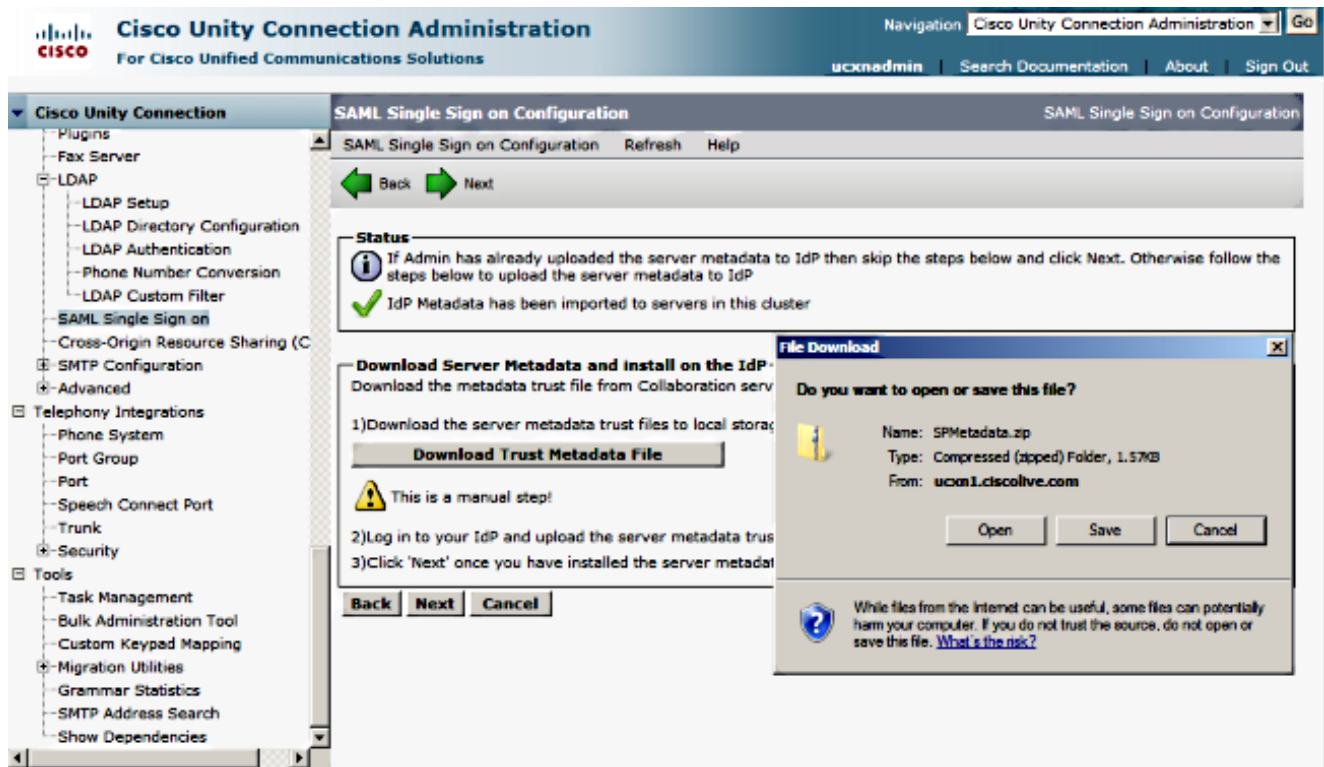 Cisco Unity Connection Administration
For Cisco Unified Communications Solutions
CISCO
Navigation Cisco Unity Connection Administration Go
ucxnadmin Search Documentation About Sign Out
Cisco Unity Connection
Plugins
Fax Server
LDAP
LDAP Setup
LDAP Directory Configuration
LDAP Authentication
Phone Number Conversion
LDAP Custom Filter
SAML Single Sign on
Cross-Origin Resource Sharing (C
SMTP Configuration
Advanced
Telephony Integrations
Phone System
Port Group
Port
Speech Connect Port
Trunk
Security
Tools
Task Management
Bulk Administration Tool
Custom Keypad Mapping
Migration Utilities
Grammar Statistics
SMTP Address Search
Show Dependencies
SAML Single Sign on Configuration SAML Single Sign on Configuration
SAML Single Sign on Configuration Refresh Help
Back Next
Status
If Admin has already uploaded the server metadata to IdP then skip the steps below and click Next. Otherwise follow the
steps below to upload the server metadata to IdP
IdP Metadata has been imported to servers in this cluster
Download Server Metadata and install on the IdP
Download the metadata trust file from Collaboration serv
1)Download the server metadata trust files to local storag
Download Trust Metadata File
This is a manual step!
2)Log in to your IdP and upload the server metadata trus
3)Click 'Next' once you have installed the server metadat
Back Next Cancel
File Download
Do you want to open or save this file?
Name: SPMetadata.zip
Type: Compressed (zipped) Folder, 1.57KB
From: ucxn1.ciscolive.com
Open Save Cancel
While files from the Internet can be useful, some files can potentially
harm your computer. If you do not trust the source, do not open or
save this file. What's the risk?